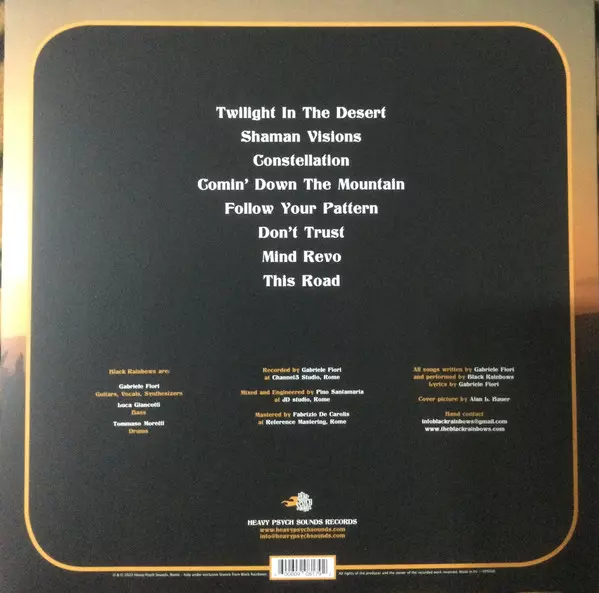 Twilight In The Desert
Shaman Visions
Constellation
Comin' Down The Mountain
Follow Your Pattern
Don't Trust
Mind Revo
This Road
Black Rainbows are:
Gabriele Fiori
Guitars, Vocals, Synthesizers
Luca Giancotti
Bass
Tommaso Moretti
Drums
Recorded by Gabriele Fiori
at Channel5 Studio, Rome
Mixed and Engineered by Pino Santamaria
at JD studio, Rome
Mastered by Fabrizio De Carolis
at Reference Mastering, Rome
All songs written by Gabriele Fiori
and performed by Black Rainbows
Lyrics by Gabriele Fiori
Cover picture by Alan L. Bauer
Band contact
infoblackrainbows@gmail.com
www.theblackrainbows.com
HEAVY PSYCH SOUNDS
HEAVY PSYCH SOUNDS RECORDS
www.heavypsychsounds.com
info@heavypsychsounds.com